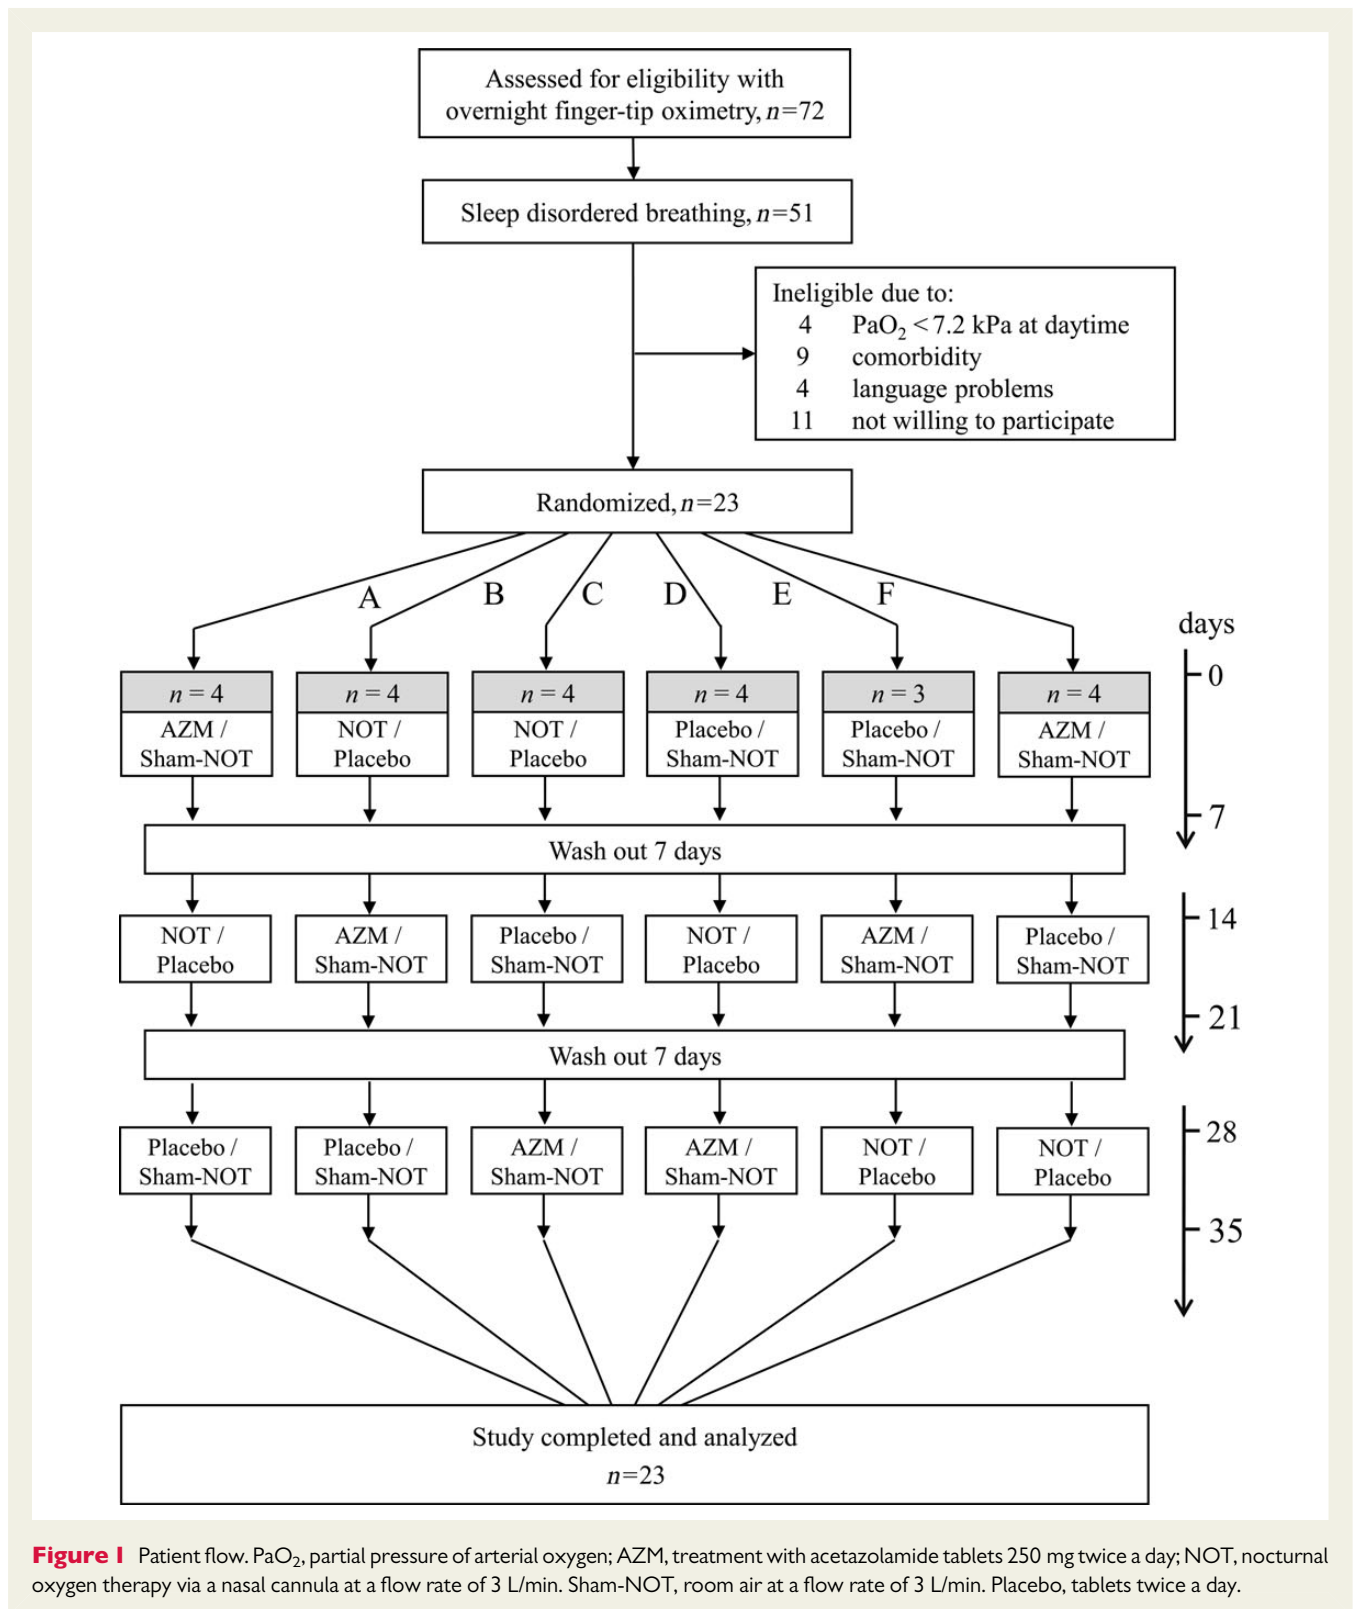 Assessed for eligibility with
overnight finger-tip oximetry, n=72
Sleep disordered breathing, n=51
Ineligible due to:
4 PaO₂ < 7.2 kPa at daytime
9 comorbidity
4 language problems
11 not willing to participate
Randomized, n=23
A B C D E F
days
0
n = 4 n = 4 n = 4 n = 4 n = 3 n = 4
AZM / NOT / NOT / Placebo / Placebo / AZM /
Sham-NOT Placebo Placebo Sham-NOT Sham-NOT Sham-NOT
7
Wash out 7 days
14
NOT / AZM / Placebo / NOT / AZM / Placebo /
Placebo Sham-NOT Sham-NOT Placebo Sham-NOT Sham-NOT
21
Wash out 7 days
28
Placebo / Placebo / AZM / AZM / NOT / NOT /
Sham-NOT Sham-NOT Sham-NOT Sham-NOT Placebo Placebo
35
Study completed and analyzed
n=23
Figure 1 Patient flow. PaO₂, partial pressure of arterial oxygen; AZM, treatment with acetazolamide tablets 250 mg twice a day; NOT, nocturnal
oxygen therapy via a nasal cannula at a flow rate of 3 L/min. Sham-NOT, room air at a flow rate of 3 L/min. Placebo, tablets twice a day.